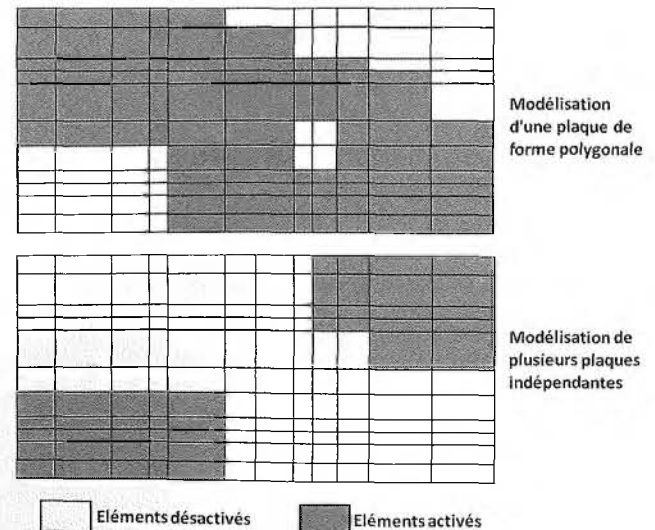 Modélisation
d'une plaque de
forme polygonale
Modélisation de
plusieurs plaques
indépendantes
Eléments désactivés
Eléments activés